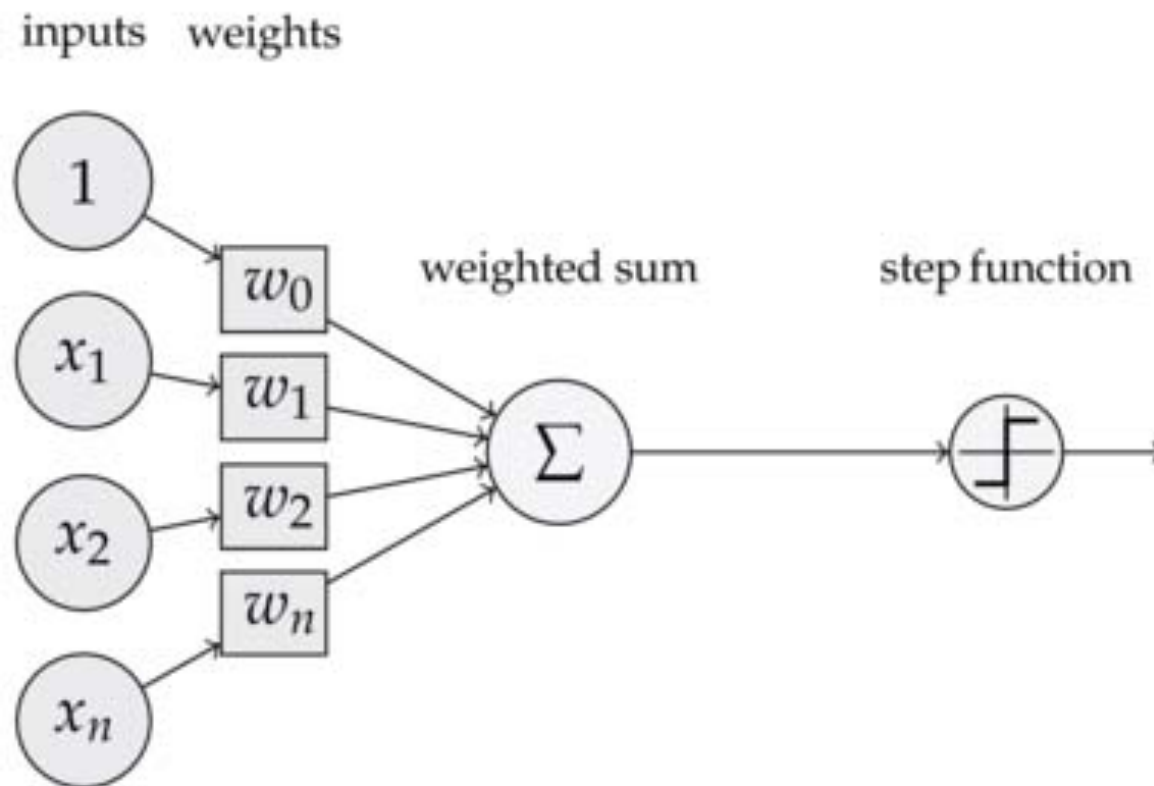 inputs weights
1
w₀
weighted sum
step function
x₁
w₁
Σ
x₂
w₂
wₙ
xₙ